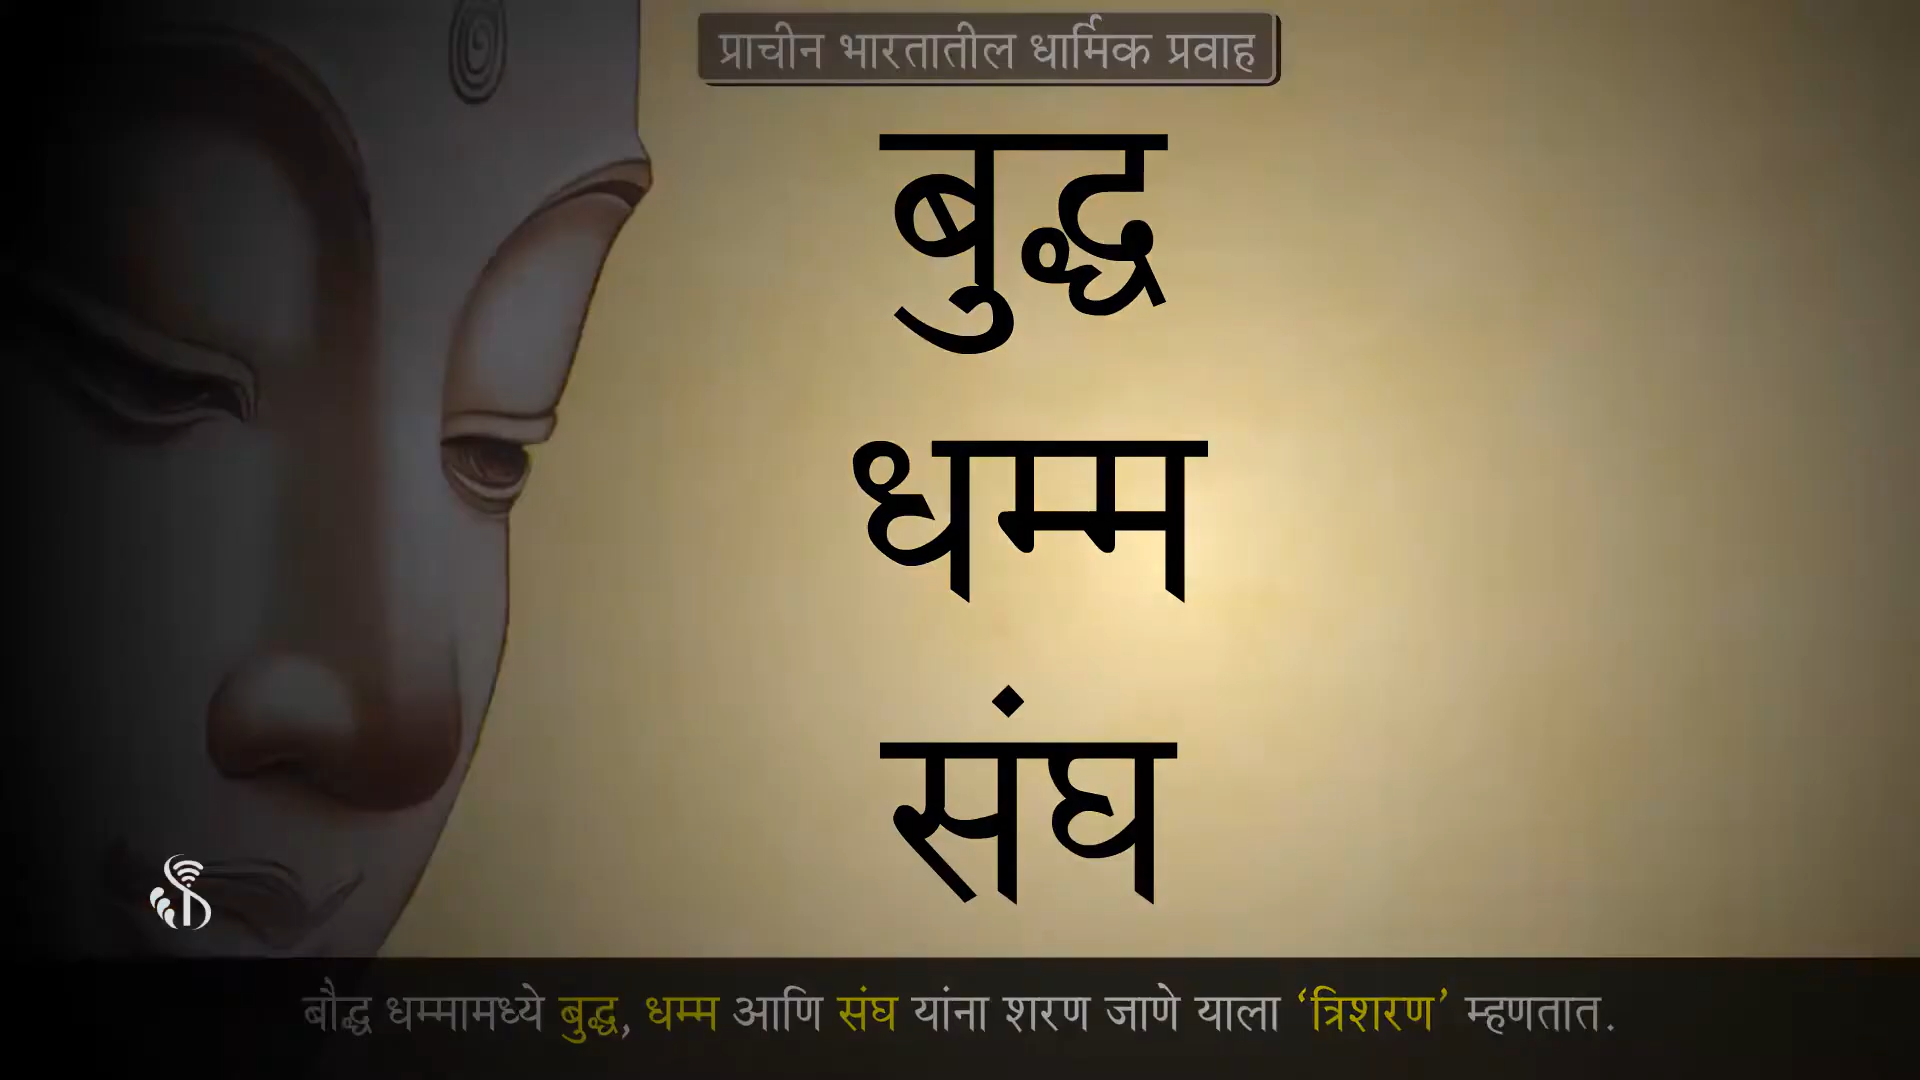 प्राचीन भारतातील धार्मिक प्रवाह
बुद्ध
धम्म
संघ
बौद्ध धम्मामध्ये बुद्ध, धम्म आणि संघ यांना शरण जाणे याला ‘त्रिशरण’ म्हणतात.